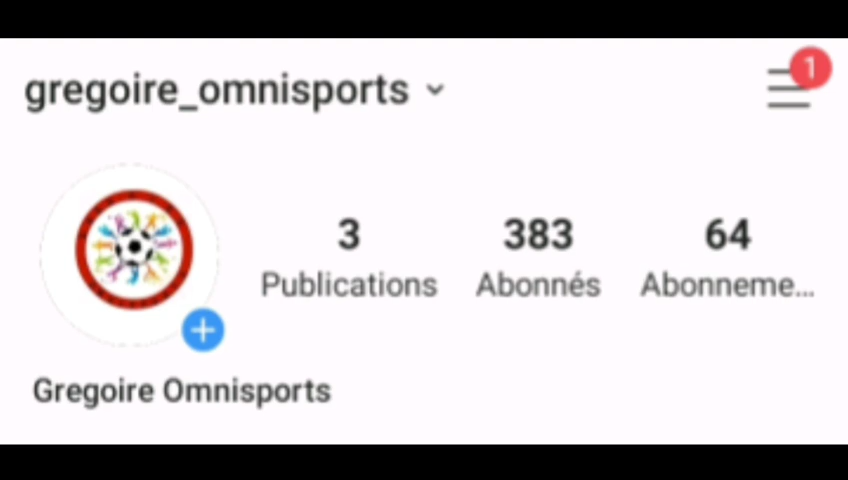 gregoire_omnisports
1
3 383 64
Publications Abonnés Abonneme...
Gregoire Omnisports